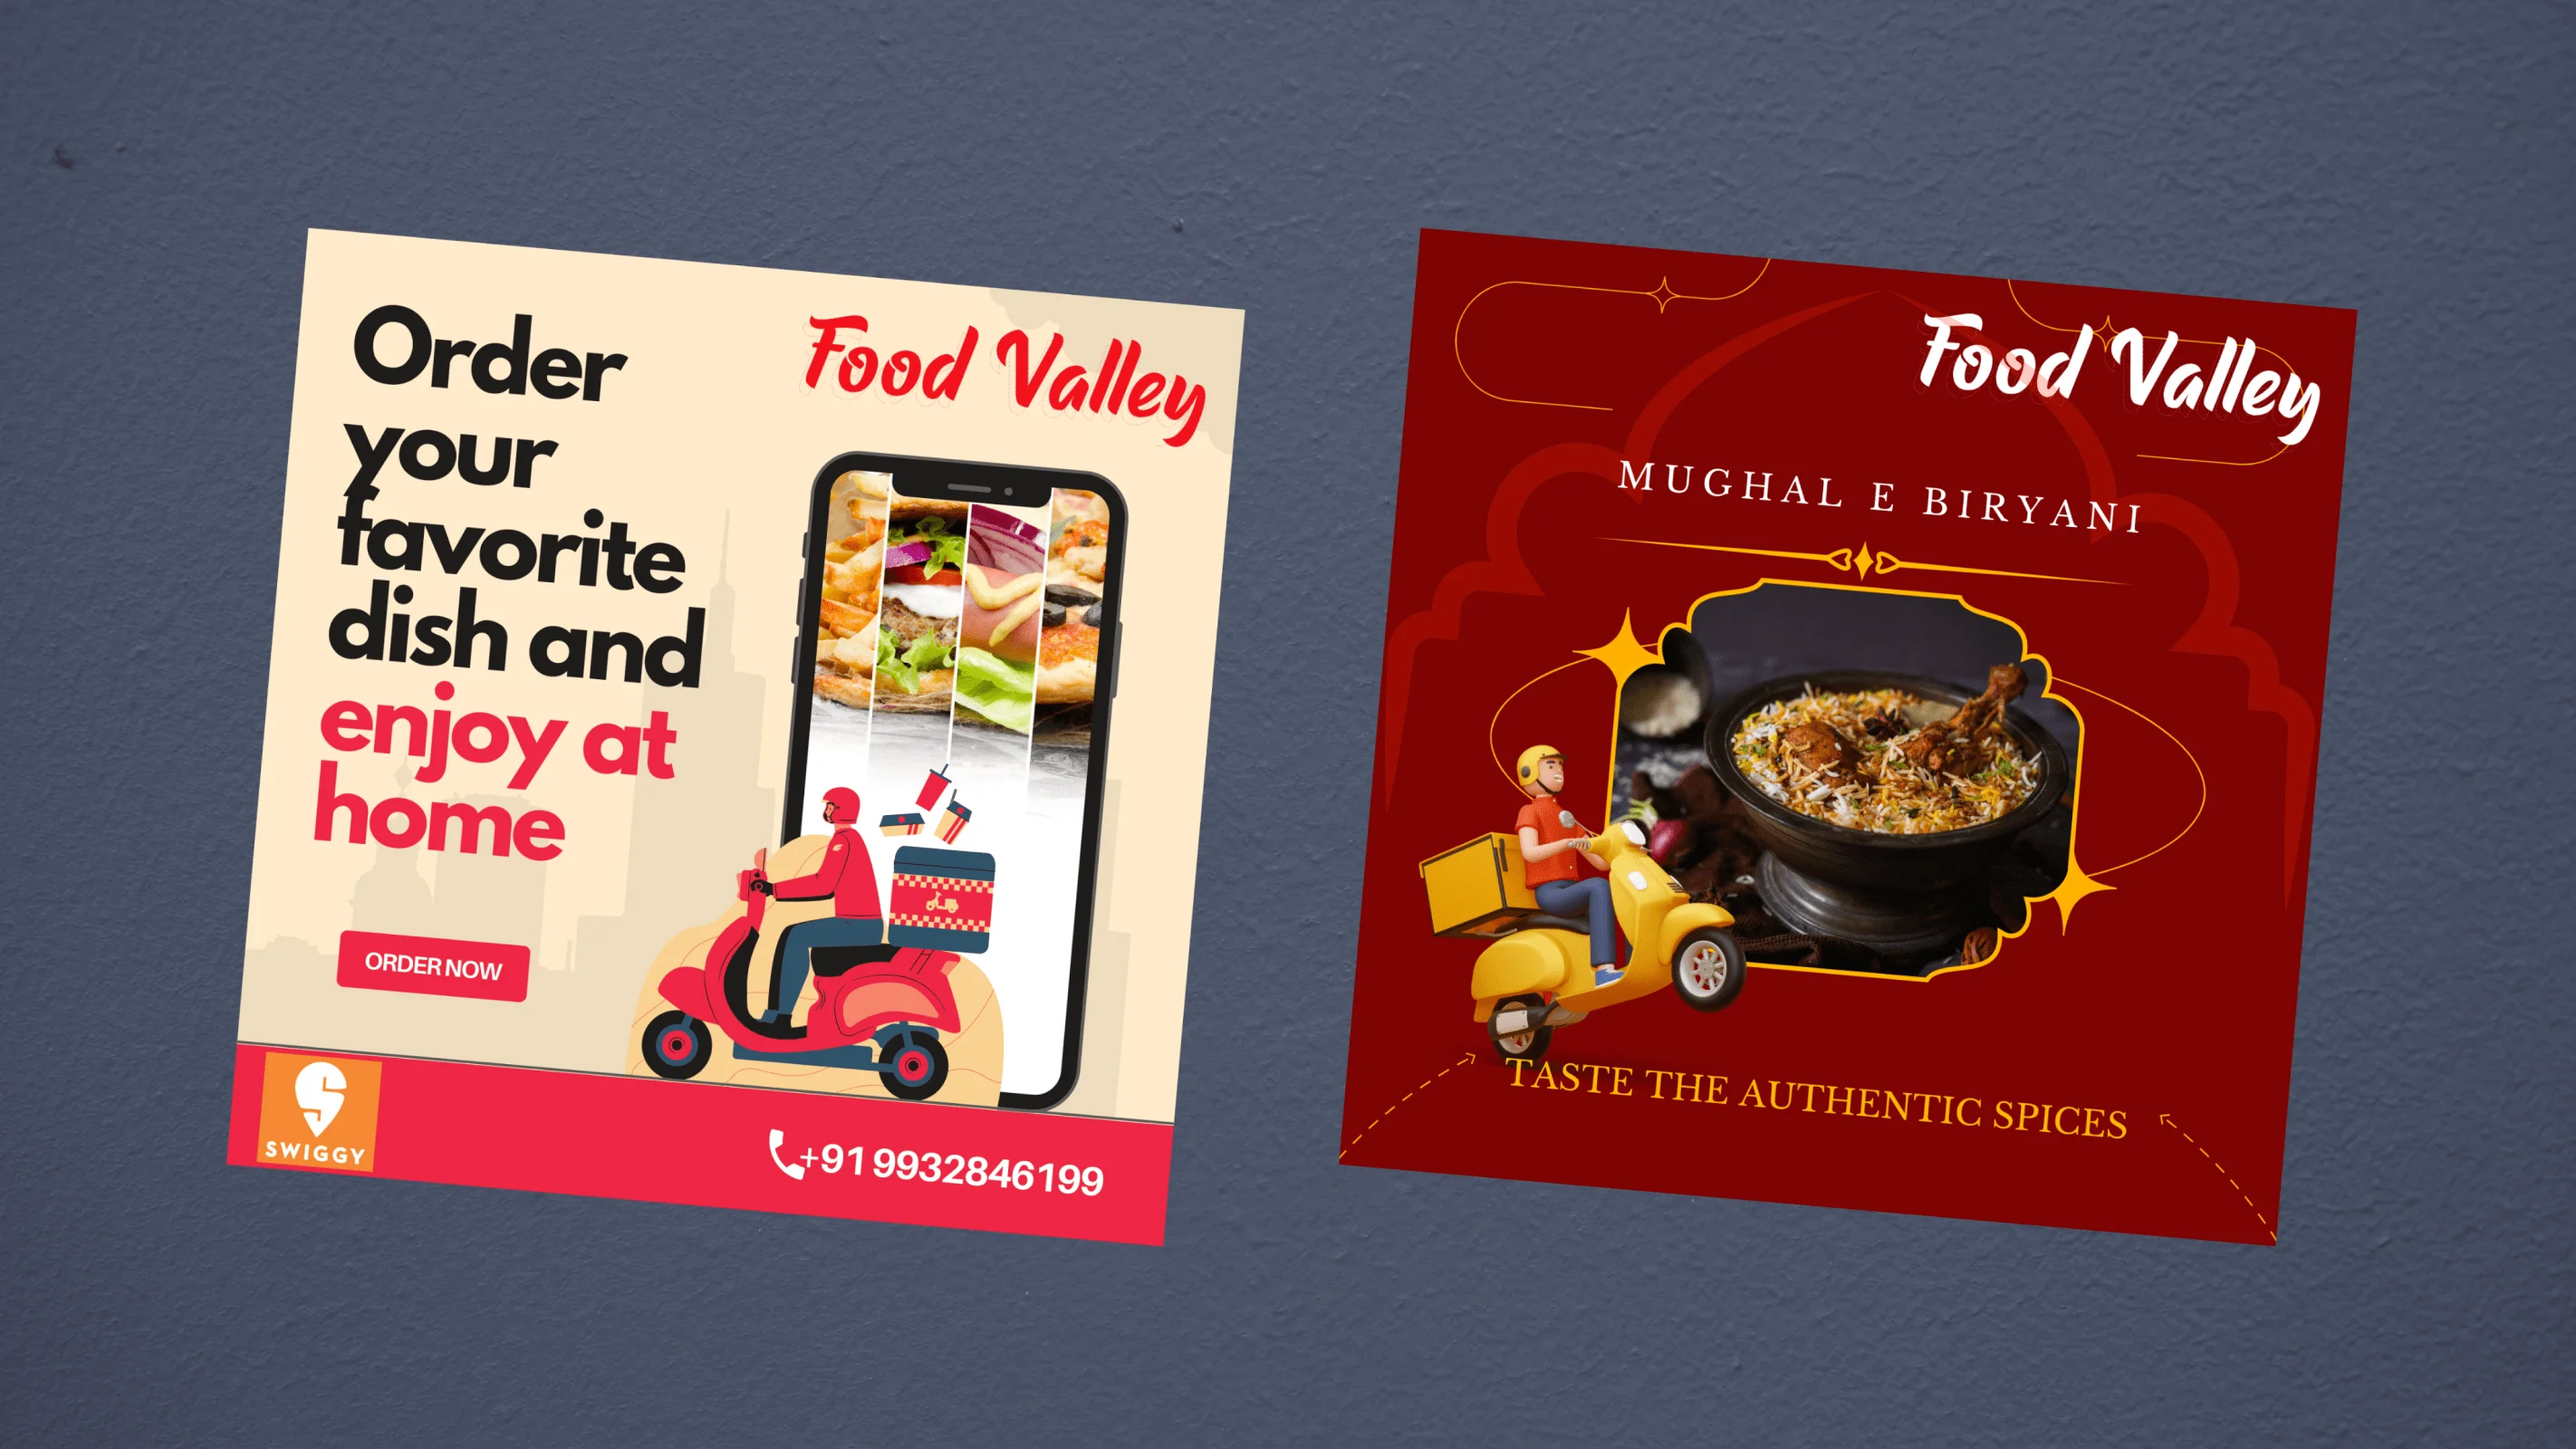 Order
your
favorite
dish and
enjoy at
home
Food Valley
ORDER NOW
SWIGGY
+91 9932846199
Food Valley
MUGHAL E BIRYANI
TASTE THE AUTHENTIC SPICES